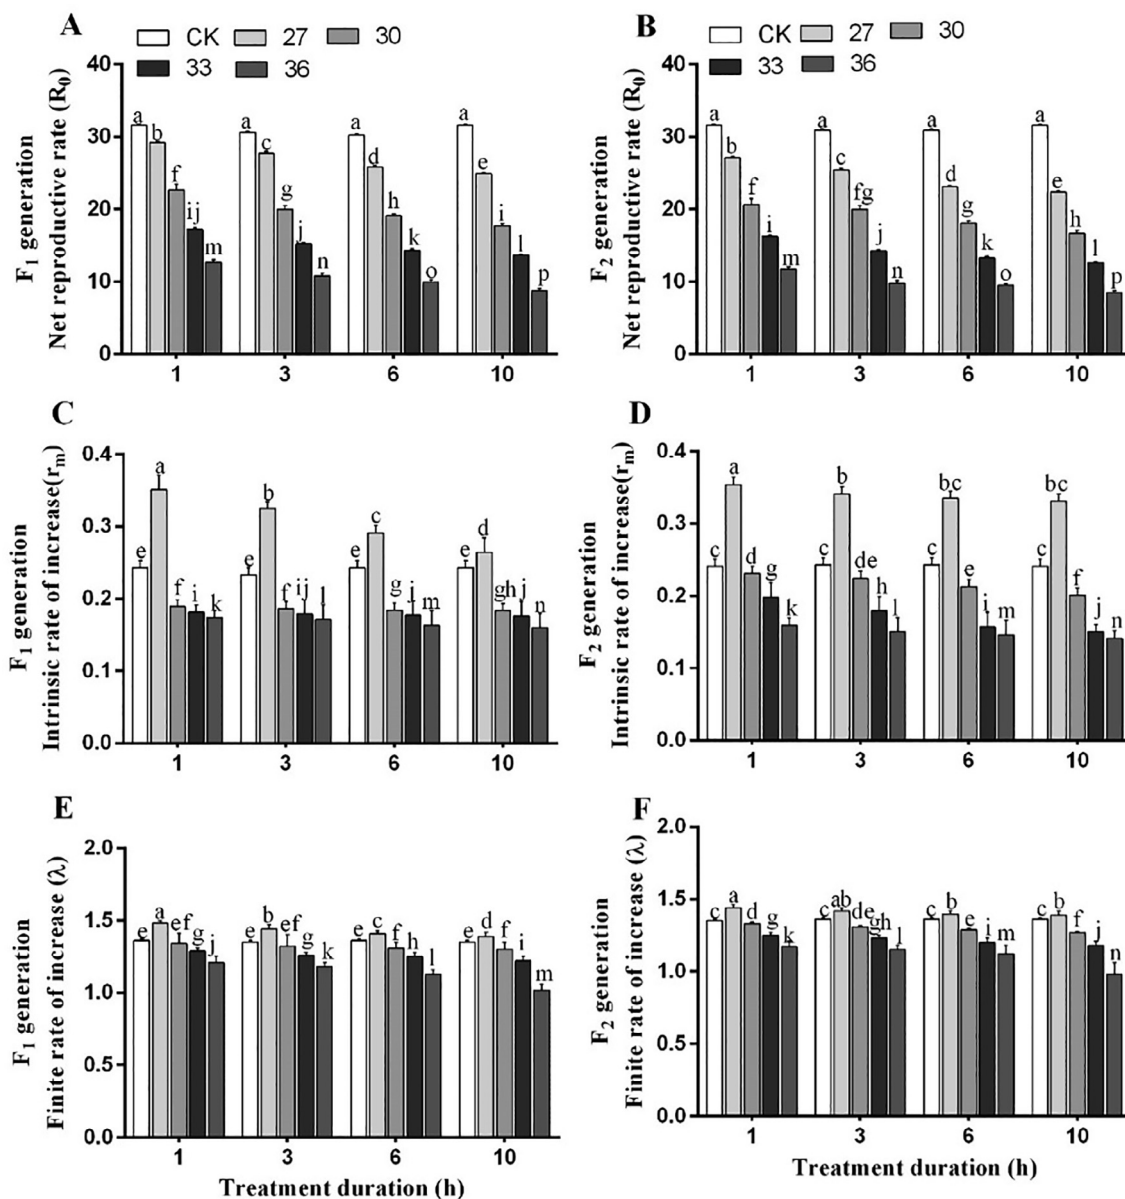 A
CK 27 30
33 36
F1 generation
Net reproductive rate (R0)
40
30
20
10
0
a b f ij m
a c g j n
a d h k o
a e i l p
1 3 6 10
B
CK 27 30
33 36
F2 generation
Net reproductive rate (R0)
40
30
20
10
0
a b f i m
a c fg j n
a d g k o
a e h l p
1 3 6 10
C
F1 generation
Intrinsic rate of increase(rm)
0.4
0.3
0.2
0.1
0.0
e a f i k
e b f ij l
e c g j m
e d gh j n
1 3 6 10
D
F2 generation
Intrinsic rate of increase(rm)
0.4
0.3
0.2
0.1
0.0
c a d g k
c b de h l
c bc e i m
c bc f j n
1 3 6 10
E
F1 generation
Finite rate of increase (λ)
2.0
1.5
1.0
0.5
0.0
e a ef g j
e b ef g k
e c f h l
e d f i m
1 3 6 10
Treatment duration (h)
F
F2 generation
Finite rate of increase (λ)
2.0
1.5
1.0
0.5
0.0
c a d g k
c ab de gh l
c b e i m
c b f j n
1 3 6 10
Treatment duration (h)